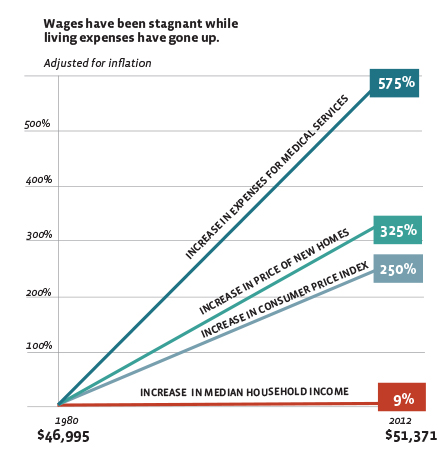 Wages have been stagnant while
living expenses have gone up.
Adjusted for inflation
575%
500%
INCREASE IN EXPENSES FOR MEDICAL SERVICES
400%
300%
INCREASE IN PRICE OF NEW HOMES
325%
INCREASE IN CONSUMER PRICE INDEX
250%
200%
100%
INCREASE IN MEDIAN HOUSEHOLD INCOME
9%
1980
2012
$46,995
$51,371